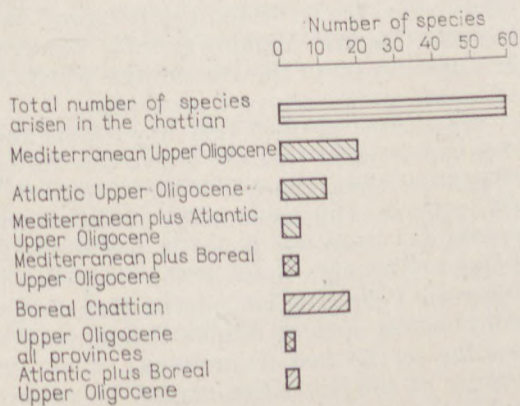 Number of species
0 10 20 30 40 50 60
Total number of species
arisen in the Chattian
Mediterranean Upper Oligocene
Atlantic Upper Oligocene
Mediterranean plus Atlantic
Upper Oligocene
Mediterranean plus Boreal
Upper Oligocene
Boreal Chattian
Upper Oligocene
all provinces
Atlantic plus Boreal
Upper Oligocene